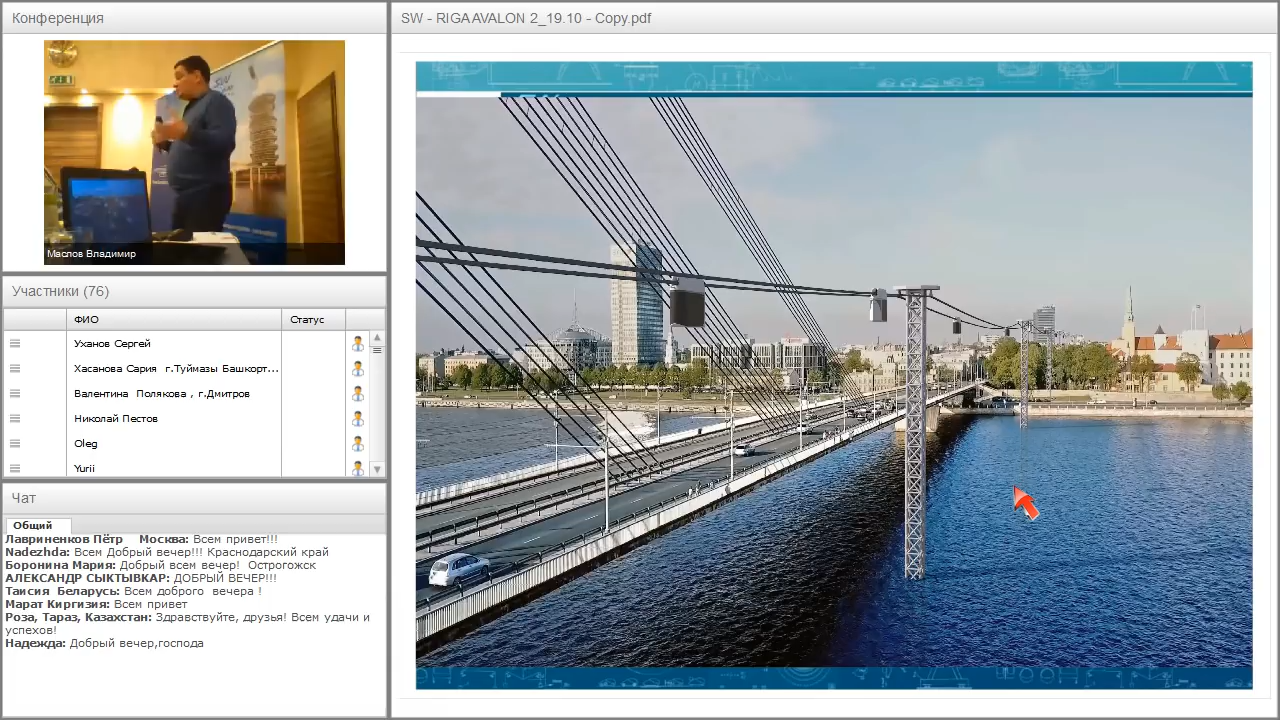 Конференция
SW
Маслов Владимир
Участники (76)
ФИО
Статус
Уханов Сергей
Хасанова Сария г.Туймазы Башкорт...
Валентина Полякова , г.Дмитров
Николай Пестов
Oleg
Yurii
Чат
Общий
Лавриненков Пётр Москва: Всем привет!!!
Nadezhda: Всем Добрый вечер!!! Краснодарский край
Боронина Мария: Добрый всем вечер! Острогожск
АЛЕКСАНДР СЫКТЫВКАР: ДОБРЫЙ ВЕЧЕР!!!
Таисия Беларусь: Всем доброго вечера !
Марат Киргизия: Всем привет
Роза, Тараз, Казахстан: Здравствуйте, друзья! Всем удачи и
успехов!
Надежда: Добрый вечер,господа
SW - RIGAAVALON 2_19.10 - Copy.pdf